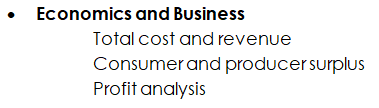 • Economics and Business
Total cost and revenue
Consumer and producer surplus
Profit analysis